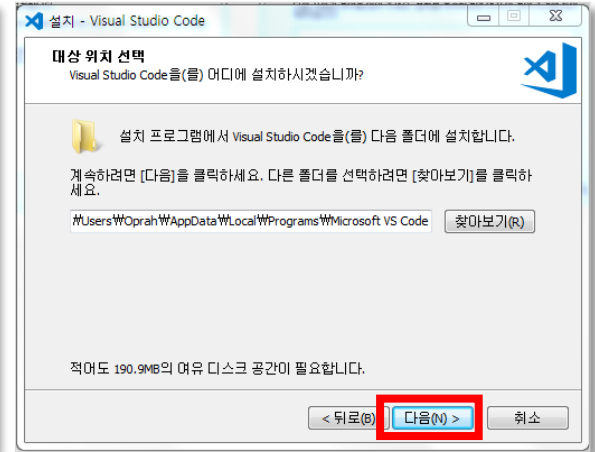 설치 - Visual Studio Code
대상 위치 선택
Visual Studio Code을(를) 어디에 설치하시겠습니까?
설치 프로그램에서 Visual Studio Code을(를) 다음 폴더에 설치합니다.
계속하려면 [다음]을 클릭하세요. 다른 폴더를 선택하려면 [찾아보기]를 클릭하
세요.
₩Users₩Oprah₩AppData₩Local₩Programs₩Microsoft VS Code 찾아보기(R)
적어도 190.9MB의 여유 디스크 공간이 필요합니다.
< 뒤로(B) 다음(N) > 취소